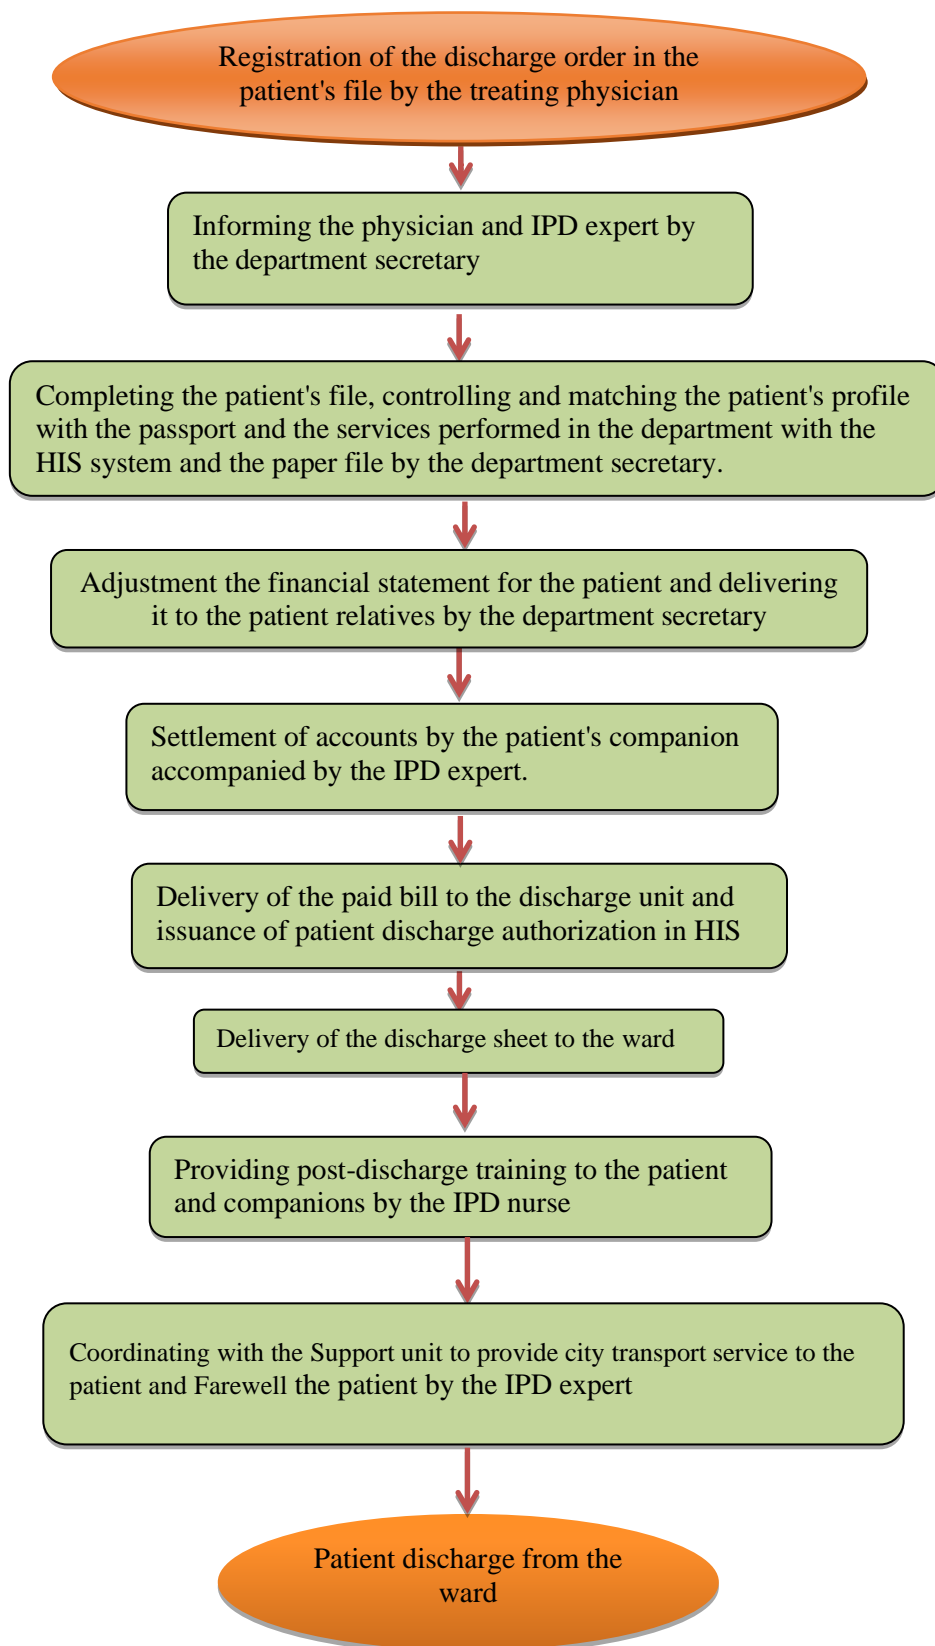 Registration of the discharge order in the
patient's file by the treating physician
Informing the physician and IPD expert by
the department secretary
Completing the patient's file, controlling and matching the patient's profile
with the passport and the services performed in the department with the
HIS system and the paper file by the department secretary.
Adjustment the financial statement for the patient and delivering
it to the patient relatives by the department secretary
Settlement of accounts by the patient's companion
accompanied by the IPD expert.
Delivery of the paid bill to the discharge unit and
issuance of patient discharge authorization in HIS
Delivery of the discharge sheet to the ward
Providing post-discharge training to the patient
and companions by the IPD nurse
Coordinating with the Support unit to provide city transport service to the
patient and Farewell the patient by the IPD expert
Patient discharge from the
ward